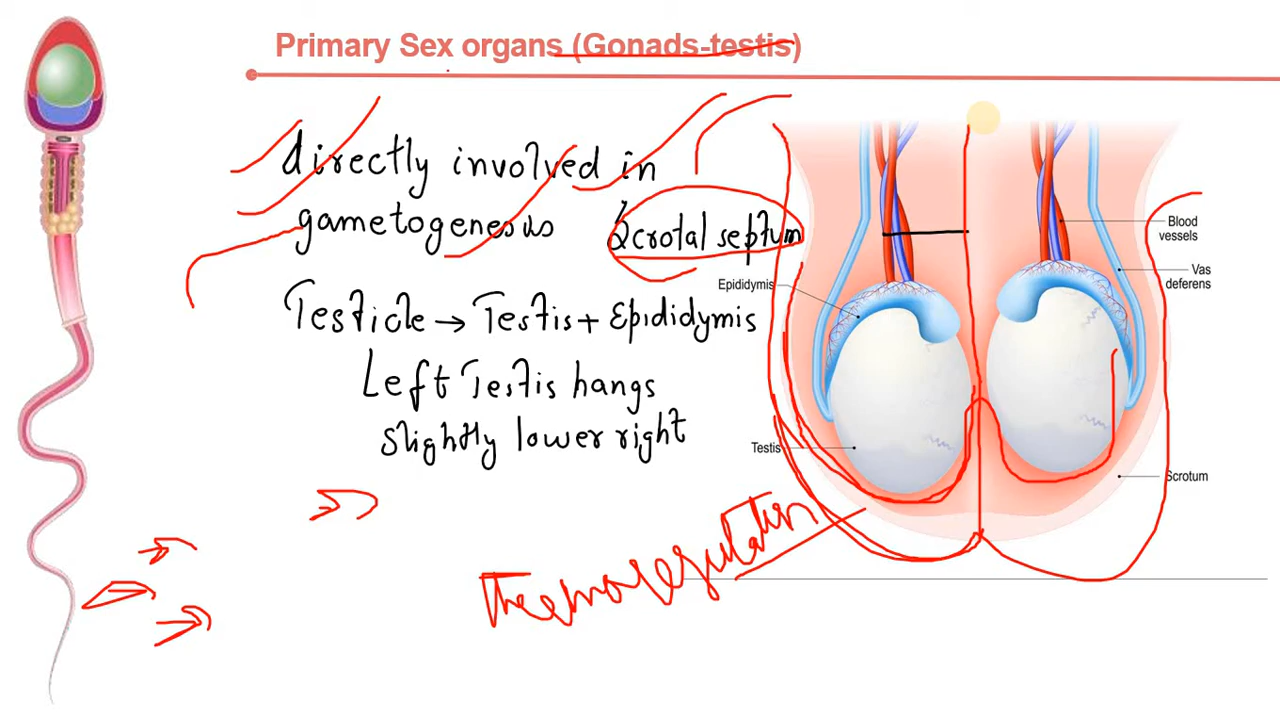 Primary Sex organs (Gonads-testis)
directly involved in
gametogenesis
Scrotal septum
Testicle → Testis + Epididymis
Left Testis hangs
slightly lower right
thermoregulation
Epididymis
Testis
Blood
vessels
Vas
deferens
Scrotum